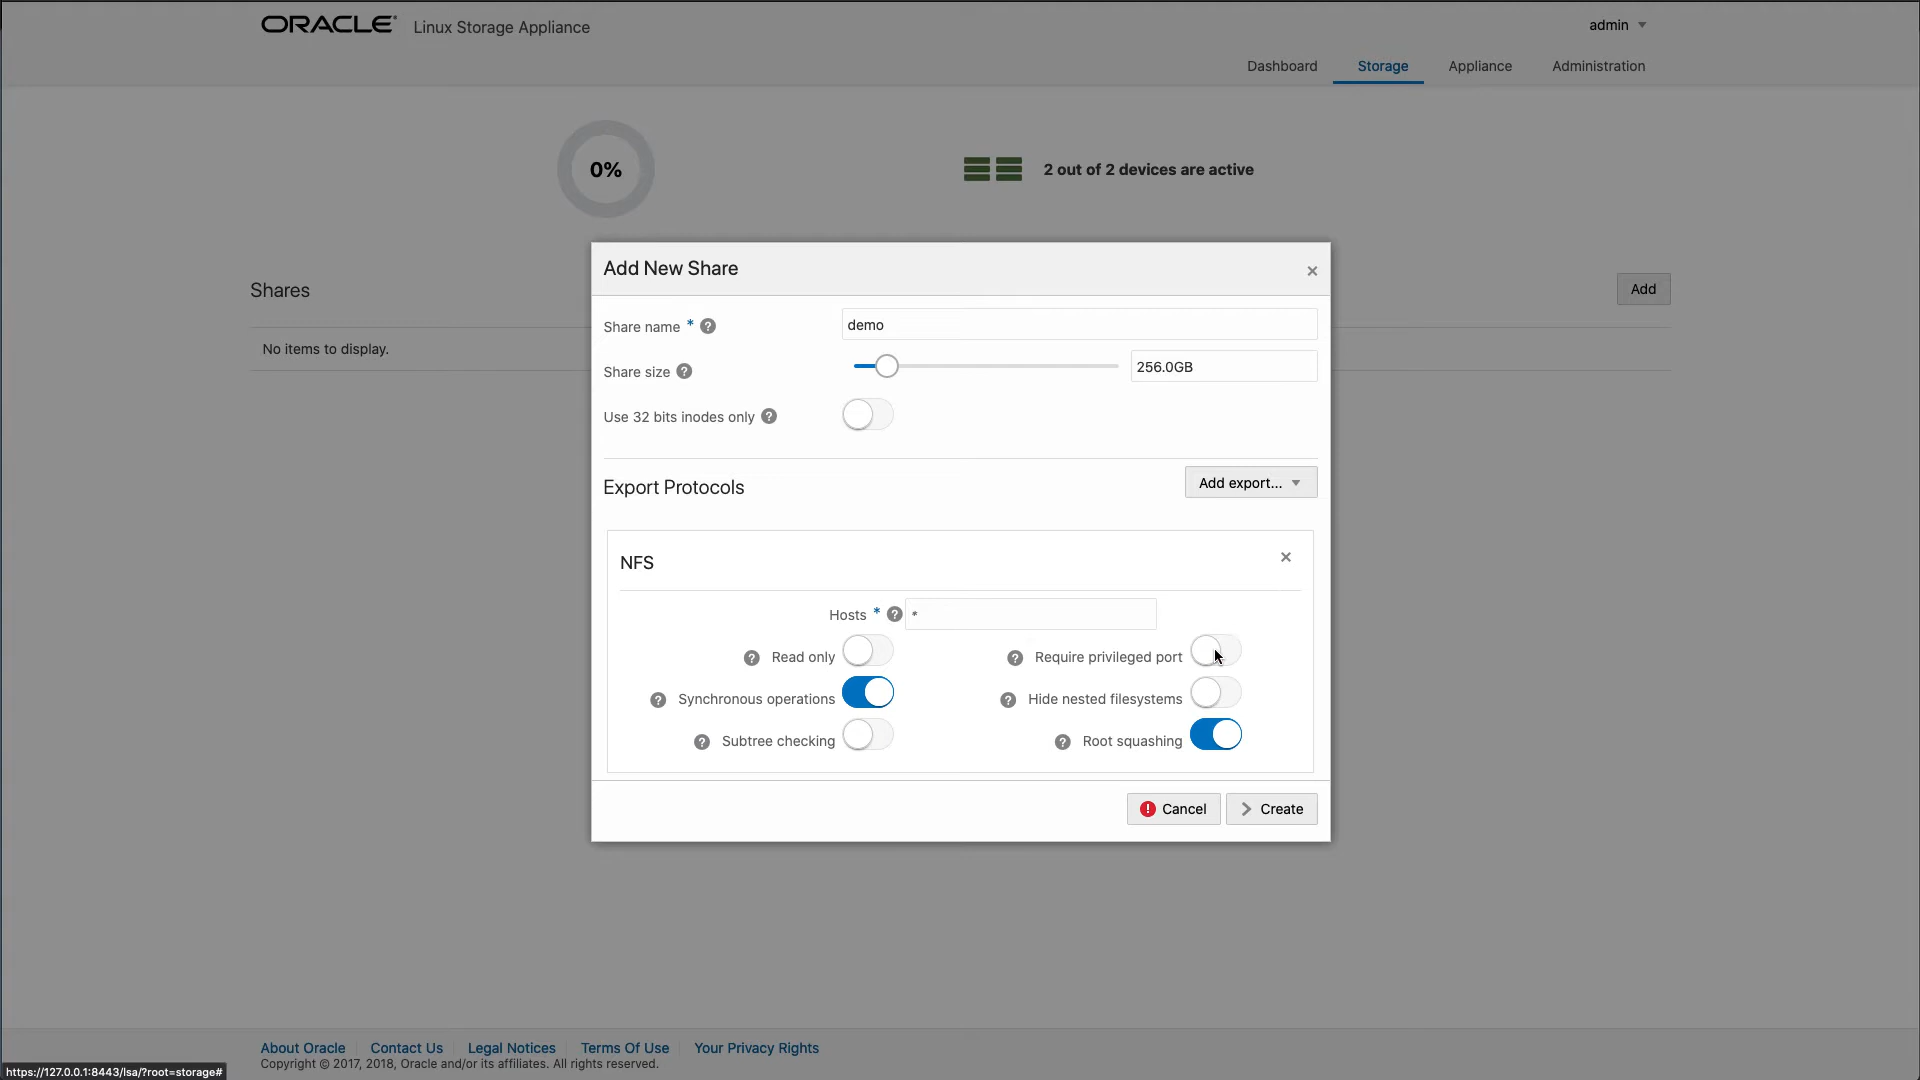 ORACLE Linux Storage Appliance
admin
Dashboard Storage Appliance Administration
0%
2 out of 2 devices are active
Add New Share
×
Shares
Add
Share name * ?
demo
No items to display.
Share size ?
256.0GB
Use 32 bits inodes only ?
Export Protocols
Add export...
NFS
×
Hosts * ? *
? Read only
? Require privileged port
? Synchronous operations
? Hide nested filesystems
? Subtree checking
? Root squashing
! Cancel
Create
About Oracle Contact Us Legal Notices Terms Of Use Your Privacy Rights
Copyright © 2017, 2018, Oracle and/or its affiliates. All rights reserved.
https://127.0.0.1:8443/lsa/?root=storage#